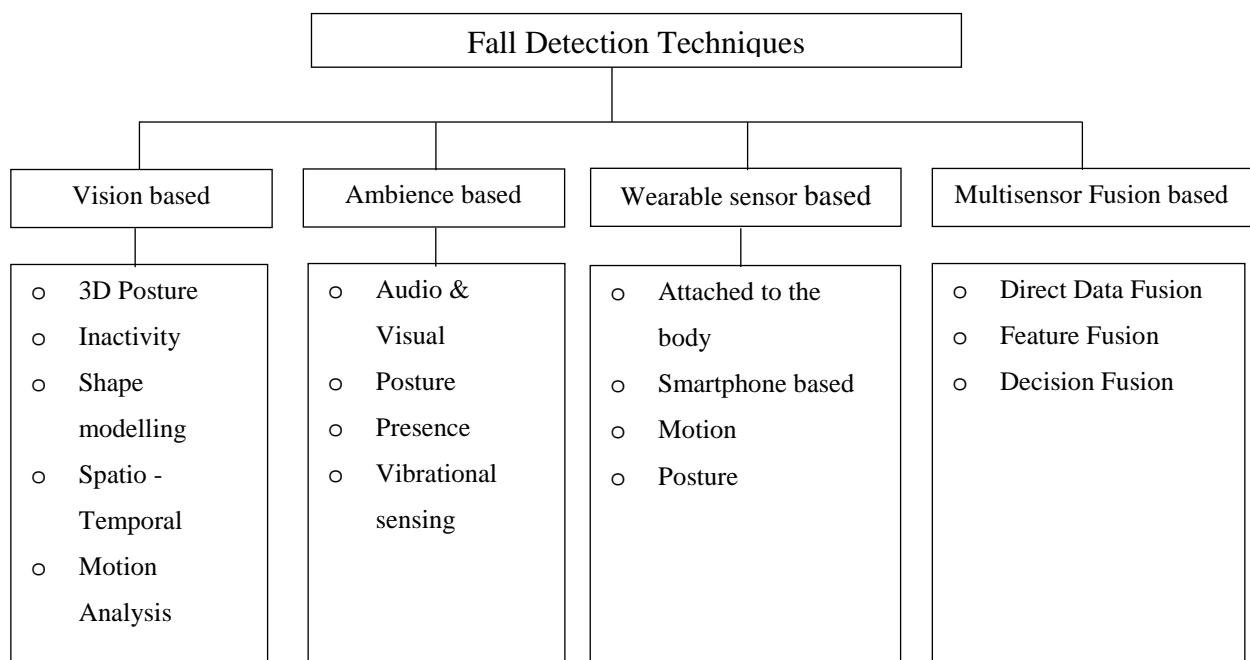 Fall Detection Techniques
Vision based
Ambience based
Wearable sensor based
Multisensor Fusion based
o 3D Posture
o Inactivity
o Shape
modelling
o Spatio -
Temporal
o Motion
Analysis
o Audio &
Visual
o Posture
o Presence
o Vibrational
sensing
o Attached to the
body
o Smartphone based
o Motion
o Posture
o Direct Data Fusion
o Feature Fusion
o Decision Fusion